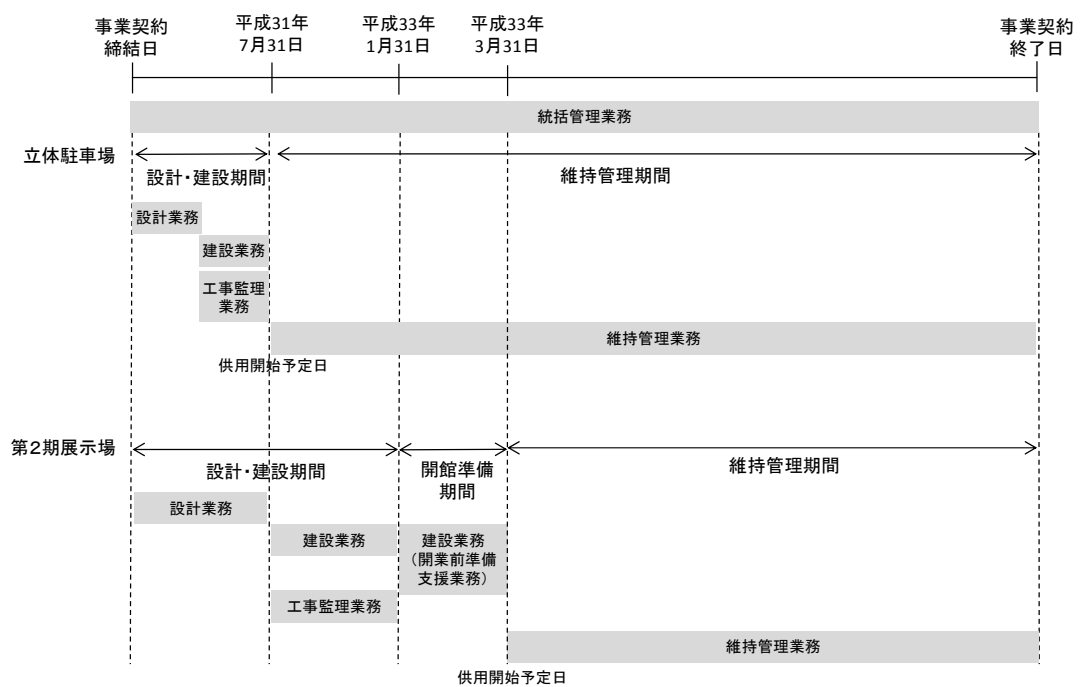 事業契約
締結日
平成31年
7月31日
平成33年
1月31日
平成33年
3月31日
事業契約
終了日
統括管理業務
立体駐車場
設計・建設期間
維持管理期間
設計業務
建設業務
工事監理
業務
維持管理業務
供用開始予定日
第2期展示場
設計・建設期間
開館準備
期間
維持管理期間
設計業務
建設業務
建設業務
（開業前準備
支援業務）
工事監理業務
維持管理業務
供用開始予定日